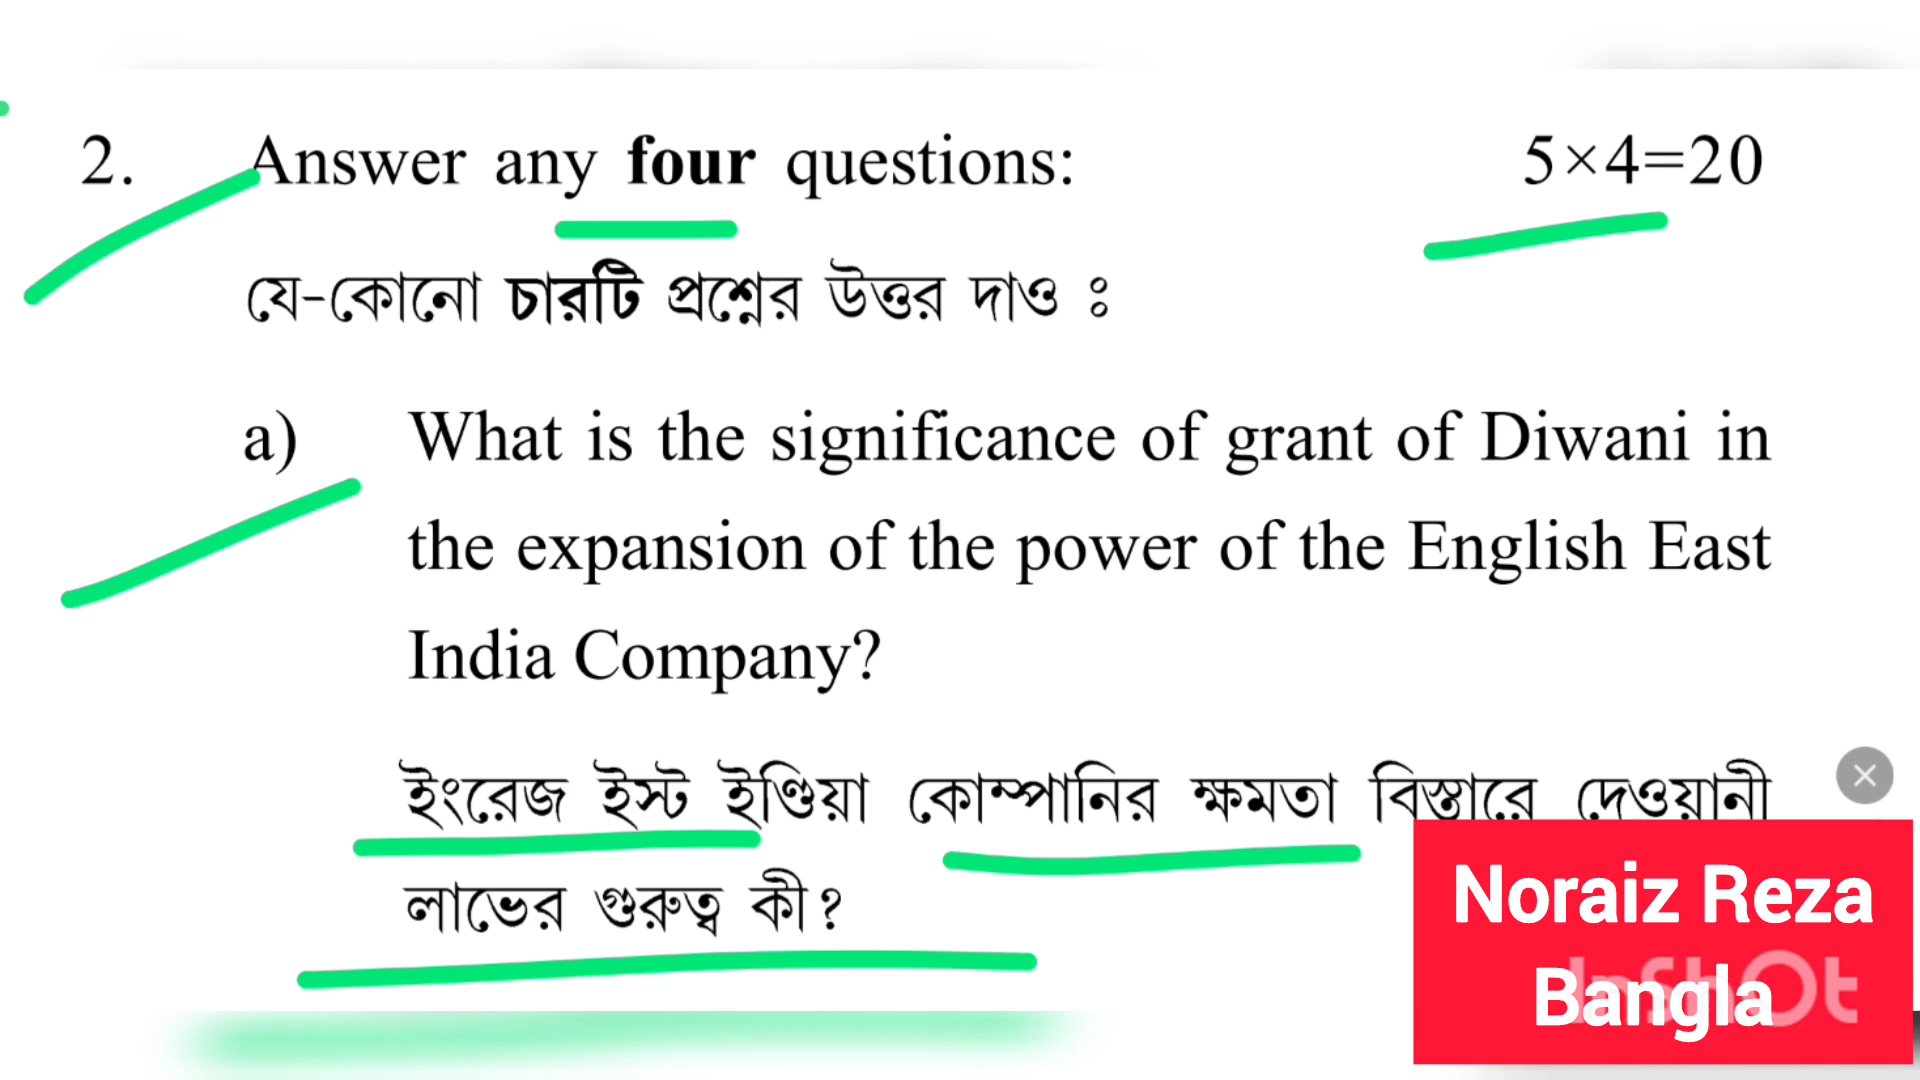 2. Answer any four questions: 5×4=20
যে-কোনো চারটি প্রশ্নের উত্তর দাও ঃ
a) What is the significance of grant of Diwani in
the expansion of the power of the English East
India Company?
ইংরেজ ইস্ট ইণ্ডিয়া কোম্পানির ক্ষমতা বিস্তারে দেওয়ানী
লাভের গুরুত্ব কী?
Noraiz Reza
Bangla
InShOt